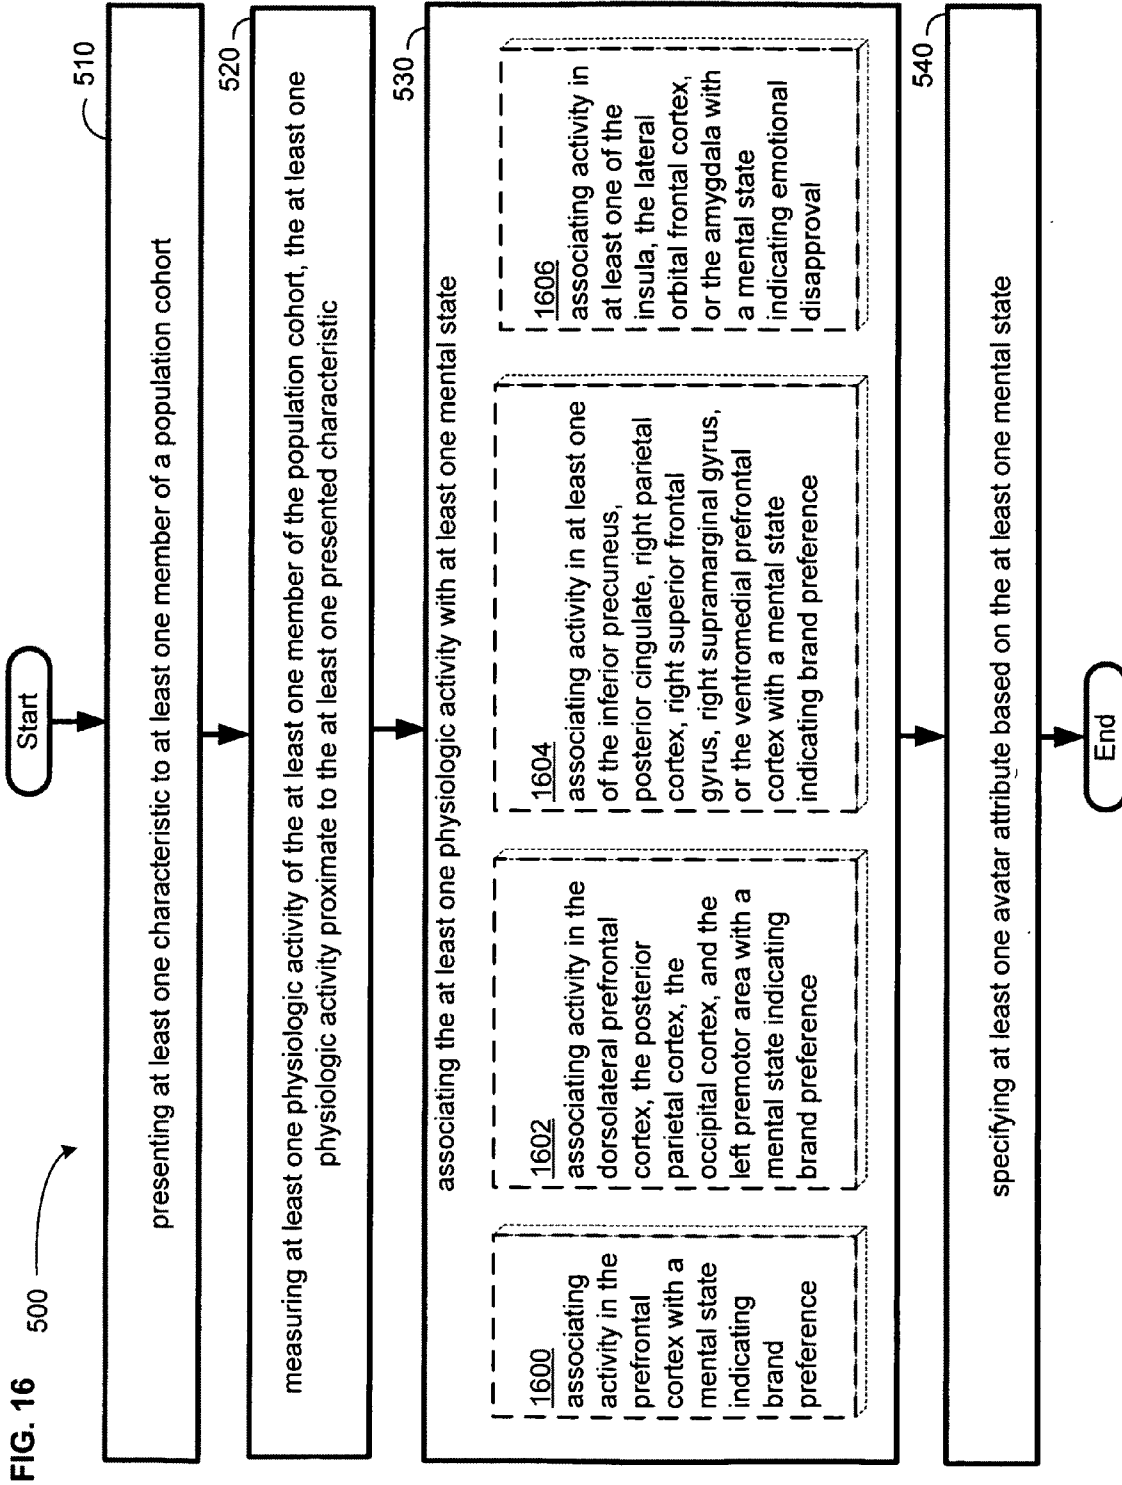 FIG. 16
500
Start
510
presenting at least one characteristic to at least one member of a population cohort
520
measuring at least one physiologic activity of the at least one member of the population cohort, the at least one
physiologic activity proximate to the at least one presented characteristic
530
associating the at least one physiologic activity with at least one mental state
1600
associating
activity in the
prefrontal
cortex with a
mental state
indicating
brand
preference
1602
associating activity in the
dorsolateral prefrontal
cortex, the posterior
parietal cortex, the
occipital cortex, and the
left premotor area with a
mental state indicating
brand preference
1604
associating activity in at least one
of the inferior precuneus,
posterior cingulate, right parietal
cortex, right superior frontal
gyrus, right supramarginal gyrus,
or the ventromedial prefrontal
cortex with a mental state
indicating brand preference
1606
associating activity in
at least one of the
insula, the lateral
orbital frontal cortex,
or the amygdala with
a mental state
indicating emotional
disapproval
540
specifying at least one avatar attribute based on the at least one mental state
End